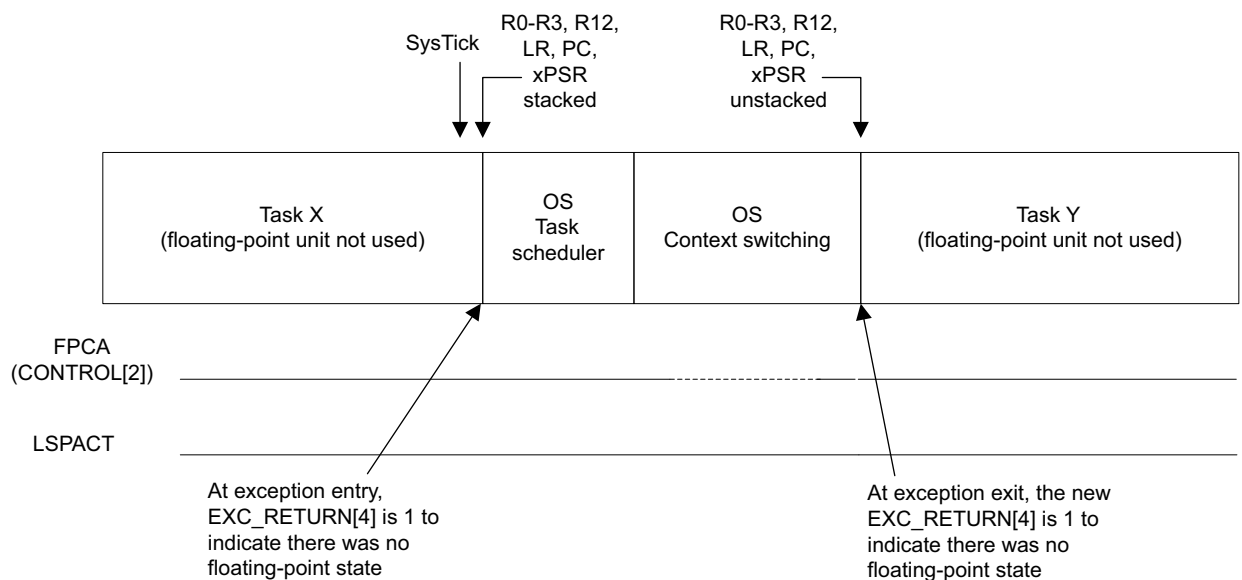 SysTick
R0-R3, R12,
LR, PC,
xPSR
stacked
R0-R3, R12,
LR, PC,
xPSR
unstacked
Task X
(floating-point unit not used)
OS
Task
scheduler
OS
Context switching
Task Y
(floating-point unit not used)
FPCA
(CONTROL[2])
LSPACT
At exception entry,
EXC_RETURN[4] is 1 to
indicate there was no
floating-point state
At exception exit, the new
EXC_RETURN[4] is 1 to
indicate there was no
floating-point state